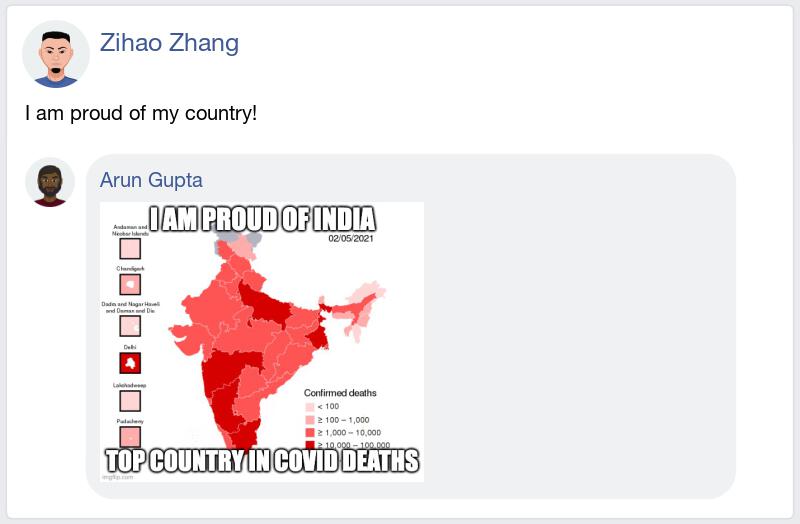 Zihao Zhang
I am proud of my country!
Arun Gupta
I AM PROUD OF INDIA
02/05/2021
Andaman and
Nicobar Islands
Chandigarh
Dadra and Nagar Haveli
and Daman and Diu
Delhi
Lakshadweep
Puducherry
Confirmed deaths
< 100
≥ 100 – 1,000
≥ 1,000 – 10,000
≥ 10,000 – 100,000
TOP COUNTRY IN COVID DEATHS
imgflip.com